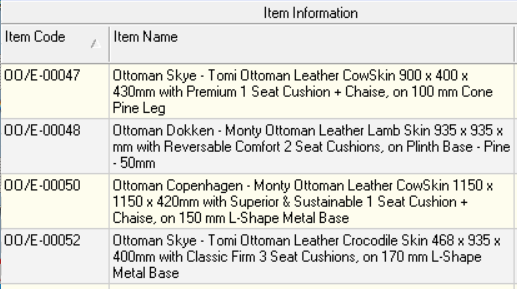 Item Information
Item Code
Item Name
OO/E-00047
Ottoman Skye - Tomi Ottoman Leather CowSkin 900 x 400 x
430mm with Premium 1 Seat Cushion + Chaise, on 100 mm Cone
Pine Leg
OO/E-00048
Ottoman Dokken - Monty Ottoman Leather Lamb Skin 935 x 935 x
mm with Reversable Comfort 2 Seat Cushions, on Plinth Base - Pine
- 50mm
OO/E-00050
Ottoman Copenhagen - Monty Ottoman Leather CowSkin 1150 x
1150 x 420mm with Superior & Sustainable 1 Seat Cushion +
Chaise, on 150 mm L-Shape Metal Base
OO/E-00052
Ottoman Skye - Tomi Ottoman Leather Crocodile Skin 468 x 935 x
400mm with Classic Firm 3 Seat Cushions, on 170 mm L-Shape
Metal Base